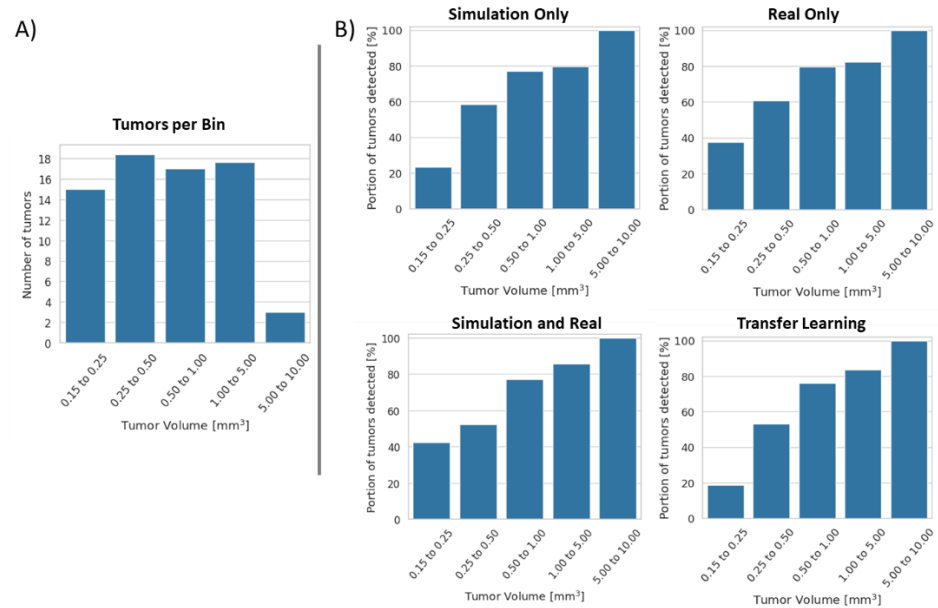 A)
Tumors per Bin
Number of tumors
18
16
14
12
10
8
6
4
2
0
0.15 to 0.25
0.25 to 0.50
0.50 to 1.00
1.00 to 5.00
5.00 to 10.00
Tumor Volume [mm³]
B)
Simulation Only
Portion of tumors detected [%]
100
80
60
40
20
0
0.15 to 0.25
0.25 to 0.50
0.50 to 1.00
1.00 to 5.00
5.00 to 10.00
Tumor Volume [mm³]
Real Only
Portion of tumors detected [%]
100
80
60
40
20
0
0.15 to 0.25
0.25 to 0.50
0.50 to 1.00
1.00 to 5.00
5.00 to 10.00
Tumor Volume [mm³]
Simulation and Real
Portion of tumors detected [%]
100
80
60
40
20
0
0.15 to 0.25
0.25 to 0.50
0.50 to 1.00
1.00 to 5.00
5.00 to 10.00
Tumor Volume [mm³]
Transfer Learning
Portion of tumors detected [%]
100
80
60
40
20
0
0.15 to 0.25
0.25 to 0.50
0.50 to 1.00
1.00 to 5.00
5.00 to 10.00
Tumor Volume [mm³]